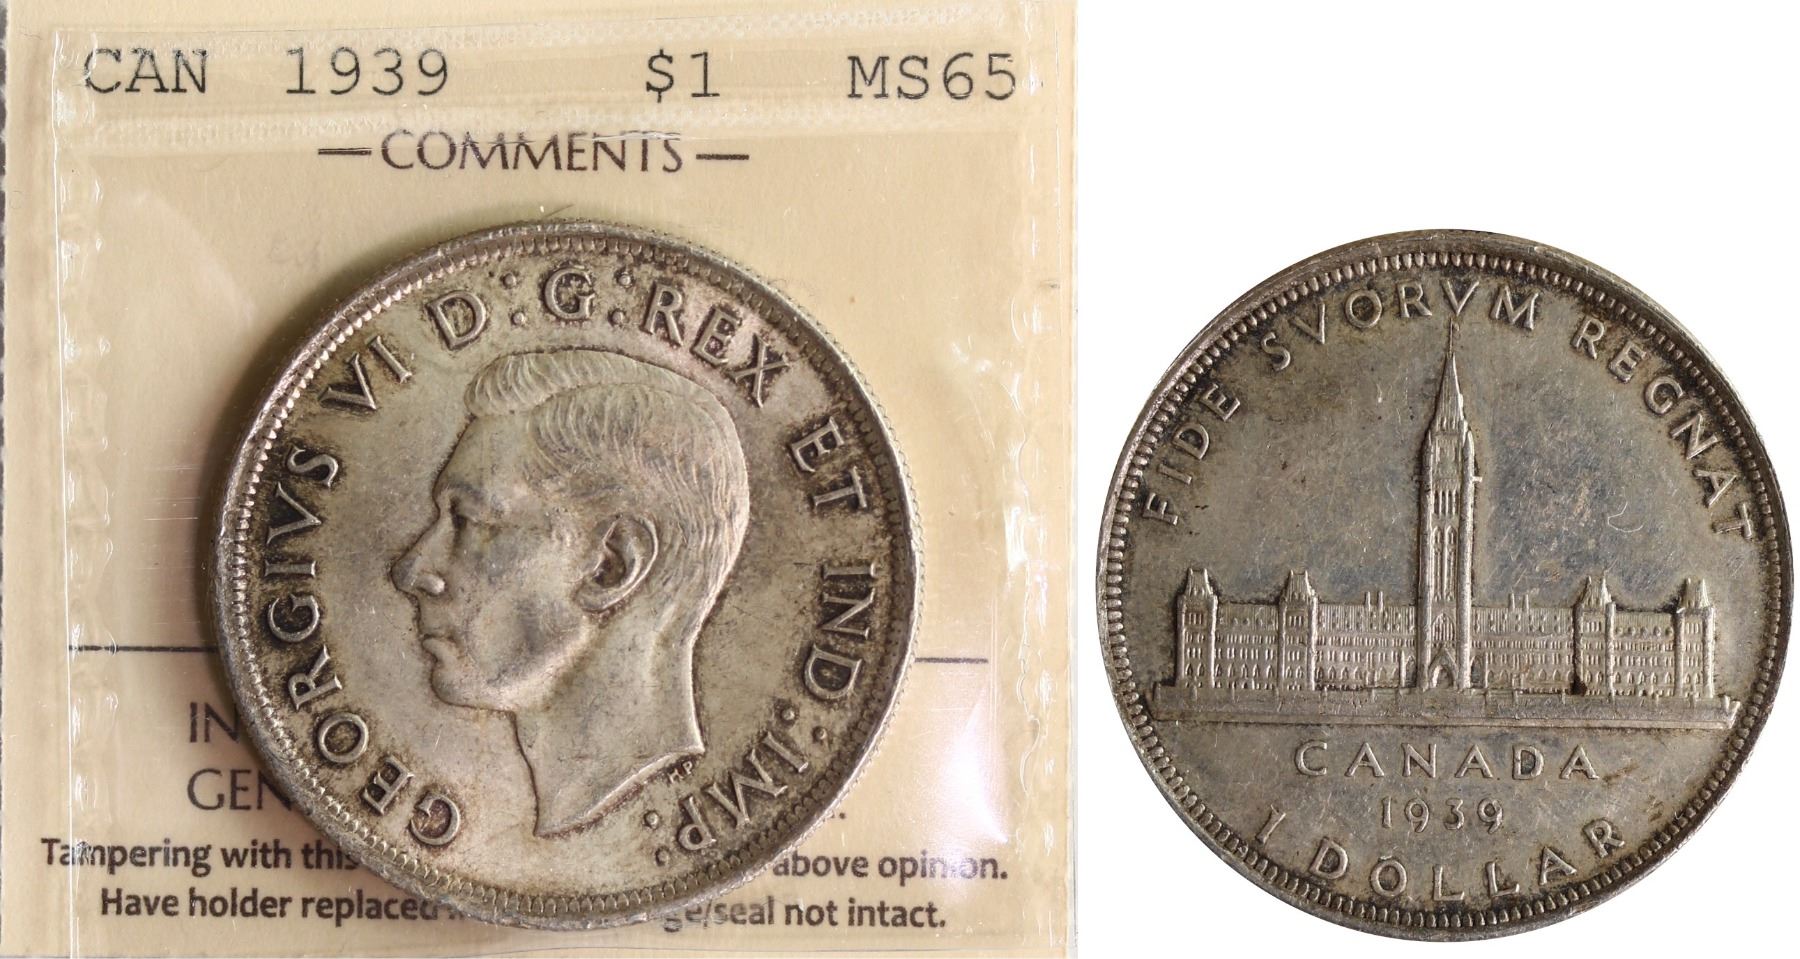 CAN 1939 $1 MS65
— COMMENTS —
GEORGIVS VI D:G:REX ET IND:IMP:
HP
IN
GEN
Tampering with this above opinion.
Have holder replaced ge/seal not intact.
FIDE SVORVM REGNAT
CANADA
1939
1 DOLLAR